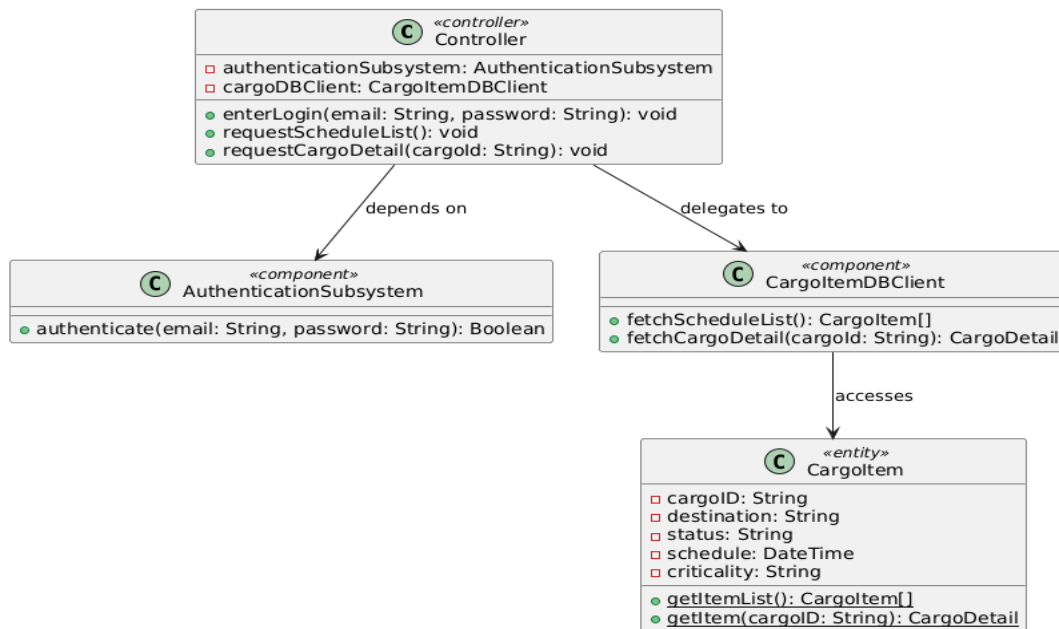 C
«controller»
Controller
authenticationSubsystem: AuthenticationSubsystem
cargoDBClient: CargoItemDBClient
enterLogin(email: String, password: String): void
requestScheduleList(): void
requestCargoDetail(cargoId: String): void
depends on
delegates to
C
«component»
AuthenticationSubsystem
authenticate(email: String, password: String): Boolean
C
«component»
CargoItemDBClient
fetchScheduleList(): CargoItem[]
fetchCargoDetail(cargoId: String): CargoDetail
accesses
C
«entity»
CargoItem
cargoID: String
destination: String
status: String
schedule: DateTime
criticality: String
getItemList(): CargoItem[]
getItem(cargoID: String): CargoDetail